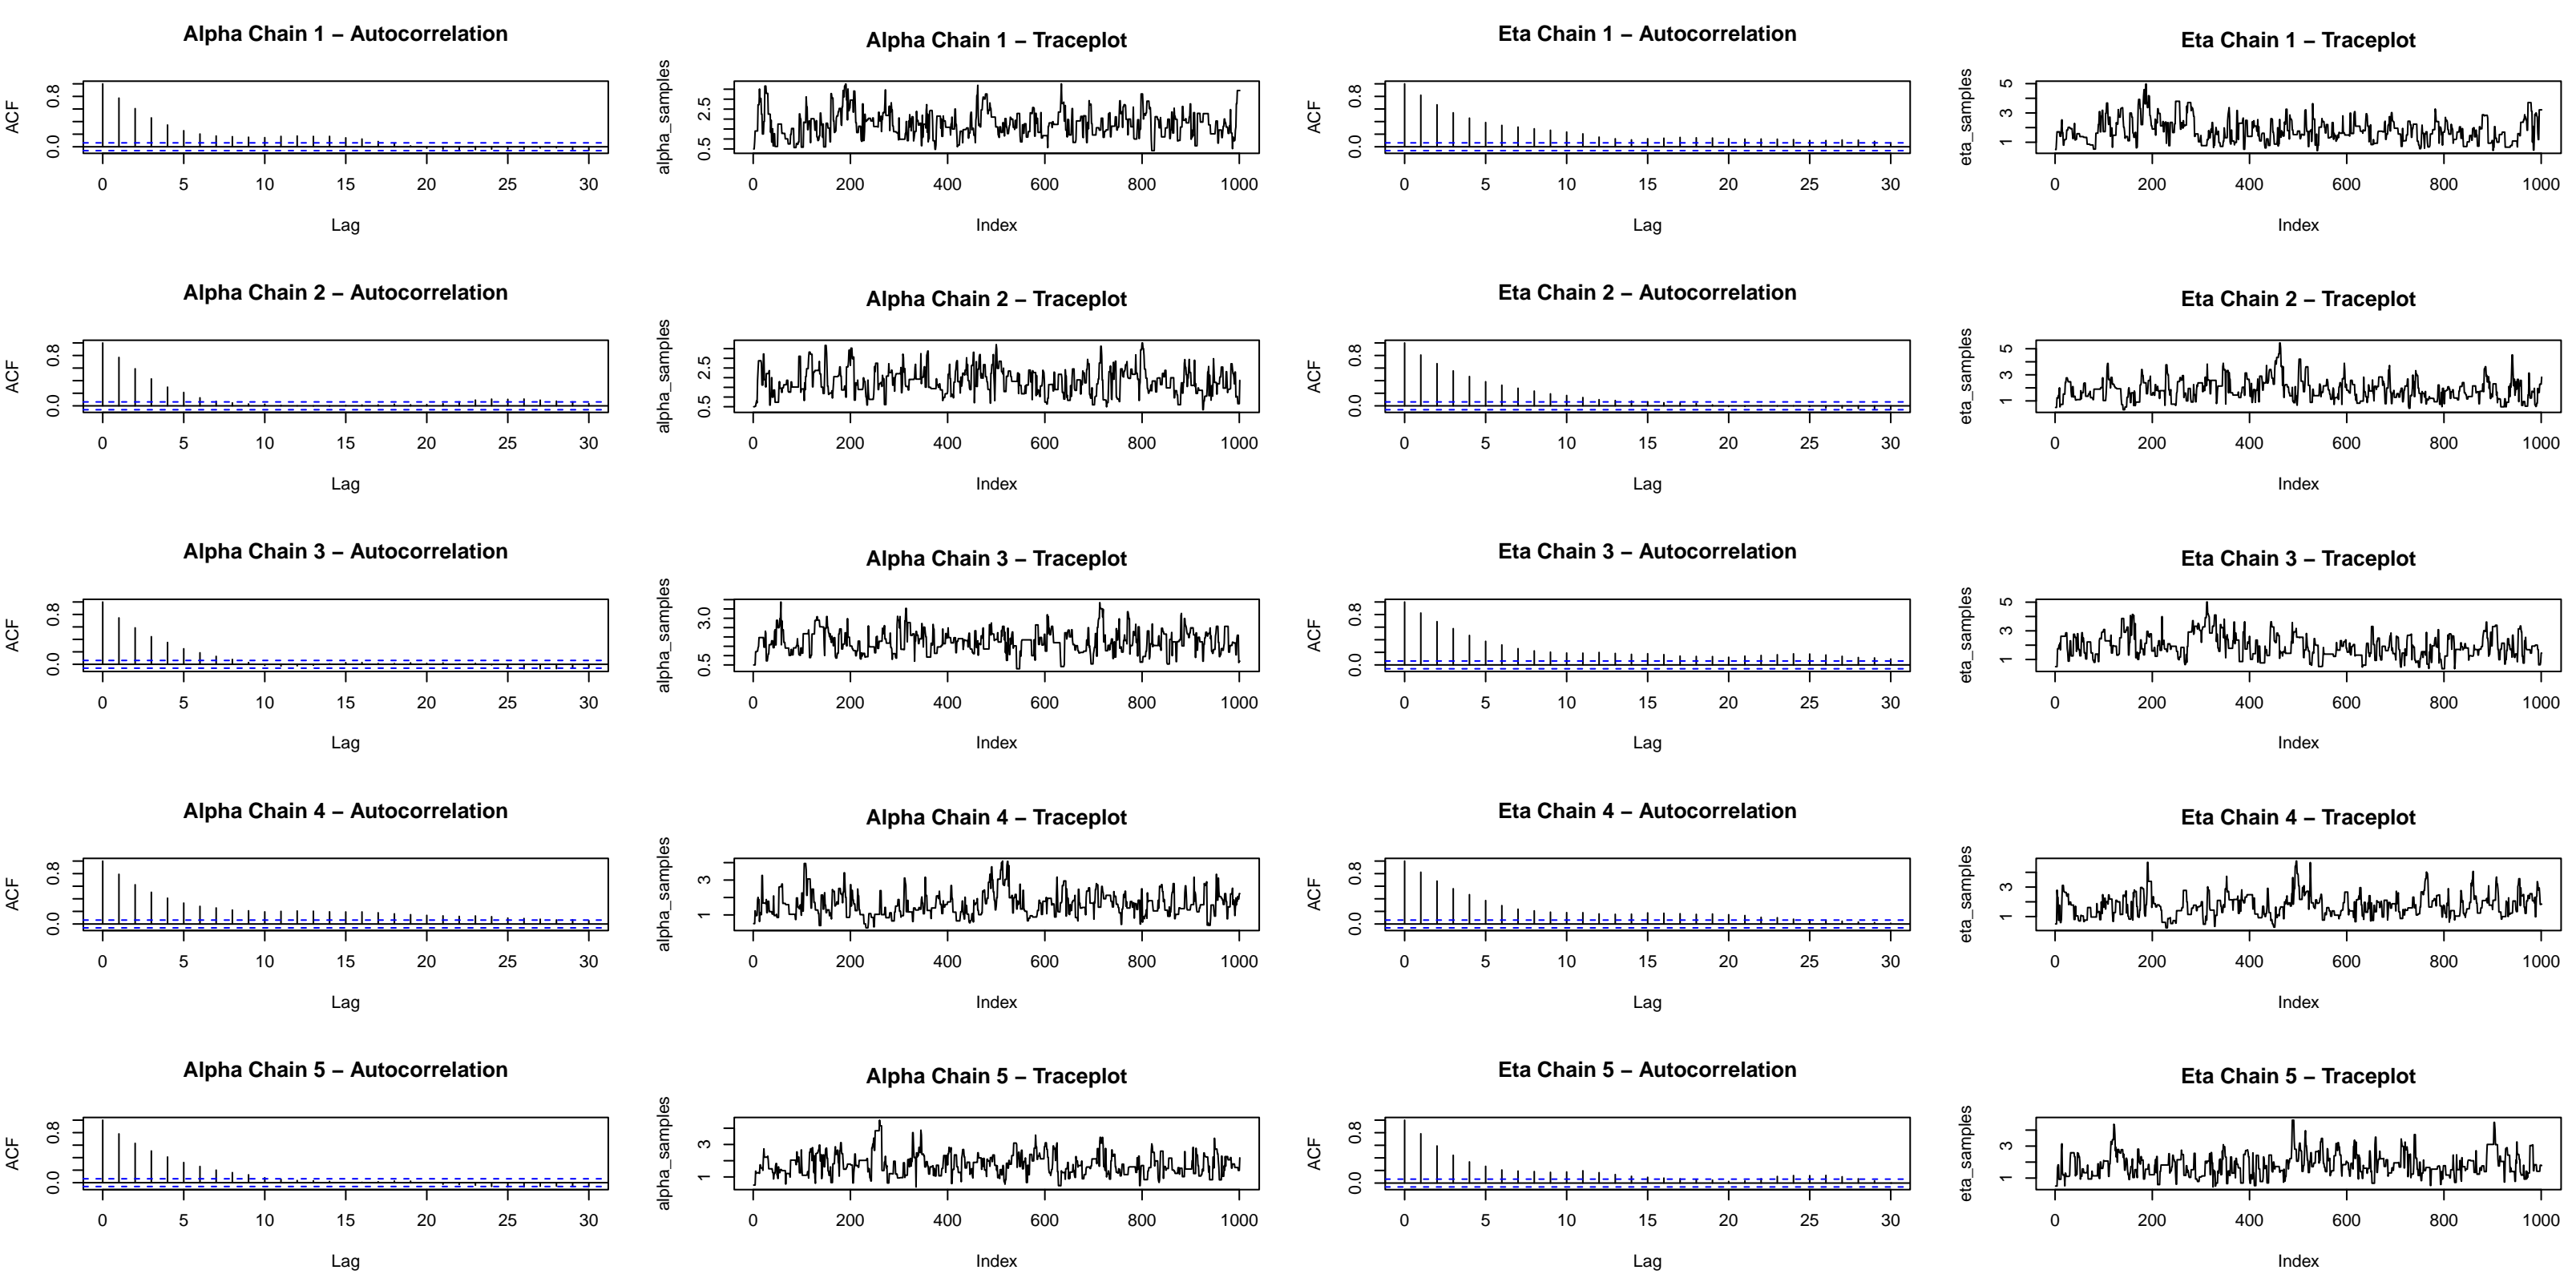 Alpha Chain 1 – Autocorrelation
ACF
0.0 0.8
0 5 10 15 20 25 30
Lag
Alpha Chain 1 – Traceplot
alpha_samples
0.5 2.5
0 200 400 600 800 1000
Index
Eta Chain 1 – Autocorrelation
ACF
0.0 0.8
0 5 10 15 20 25 30
Lag
Eta Chain 1 – Traceplot
eta_samples
1 3 5
0 200 400 600 800 1000
Index
Alpha Chain 2 – Autocorrelation
ACF
0.0 0.8
0 5 10 15 20 25 30
Lag
Alpha Chain 2 – Traceplot
alpha_samples
0.5 2.5
0 200 400 600 800 1000
Index
Eta Chain 2 – Autocorrelation
ACF
0.0 0.8
0 5 10 15 20 25 30
Lag
Eta Chain 2 – Traceplot
eta_samples
1 3 5
0 200 400 600 800 1000
Index
Alpha Chain 3 – Autocorrelation
ACF
0.0 0.8
0 5 10 15 20 25 30
Lag
Alpha Chain 3 – Traceplot
alpha_samples
0.5 3.0
0 200 400 600 800 1000
Index
Eta Chain 3 – Autocorrelation
ACF
0.0 0.8
0 5 10 15 20 25 30
Lag
Eta Chain 3 – Traceplot
eta_samples
1 3 5
0 200 400 600 800 1000
Index
Alpha Chain 4 – Autocorrelation
ACF
0.0 0.8
0 5 10 15 20 25 30
Lag
Alpha Chain 4 – Traceplot
alpha_samples
1 3
0 200 400 600 800 1000
Index
Eta Chain 4 – Autocorrelation
ACF
0.0 0.8
0 5 10 15 20 25 30
Lag
Eta Chain 4 – Traceplot
eta_samples
1 3
0 200 400 600 800 1000
Index
Alpha Chain 5 – Autocorrelation
ACF
0.0 0.8
0 5 10 15 20 25 30
Lag
Alpha Chain 5 – Traceplot
alpha_samples
1 3
0 200 400 600 800 1000
Index
Eta Chain 5 – Autocorrelation
ACF
0.0 0.8
0 5 10 15 20 25 30
Lag
Eta Chain 5 – Traceplot
eta_samples
1 3
0 200 400 600 800 1000
Index